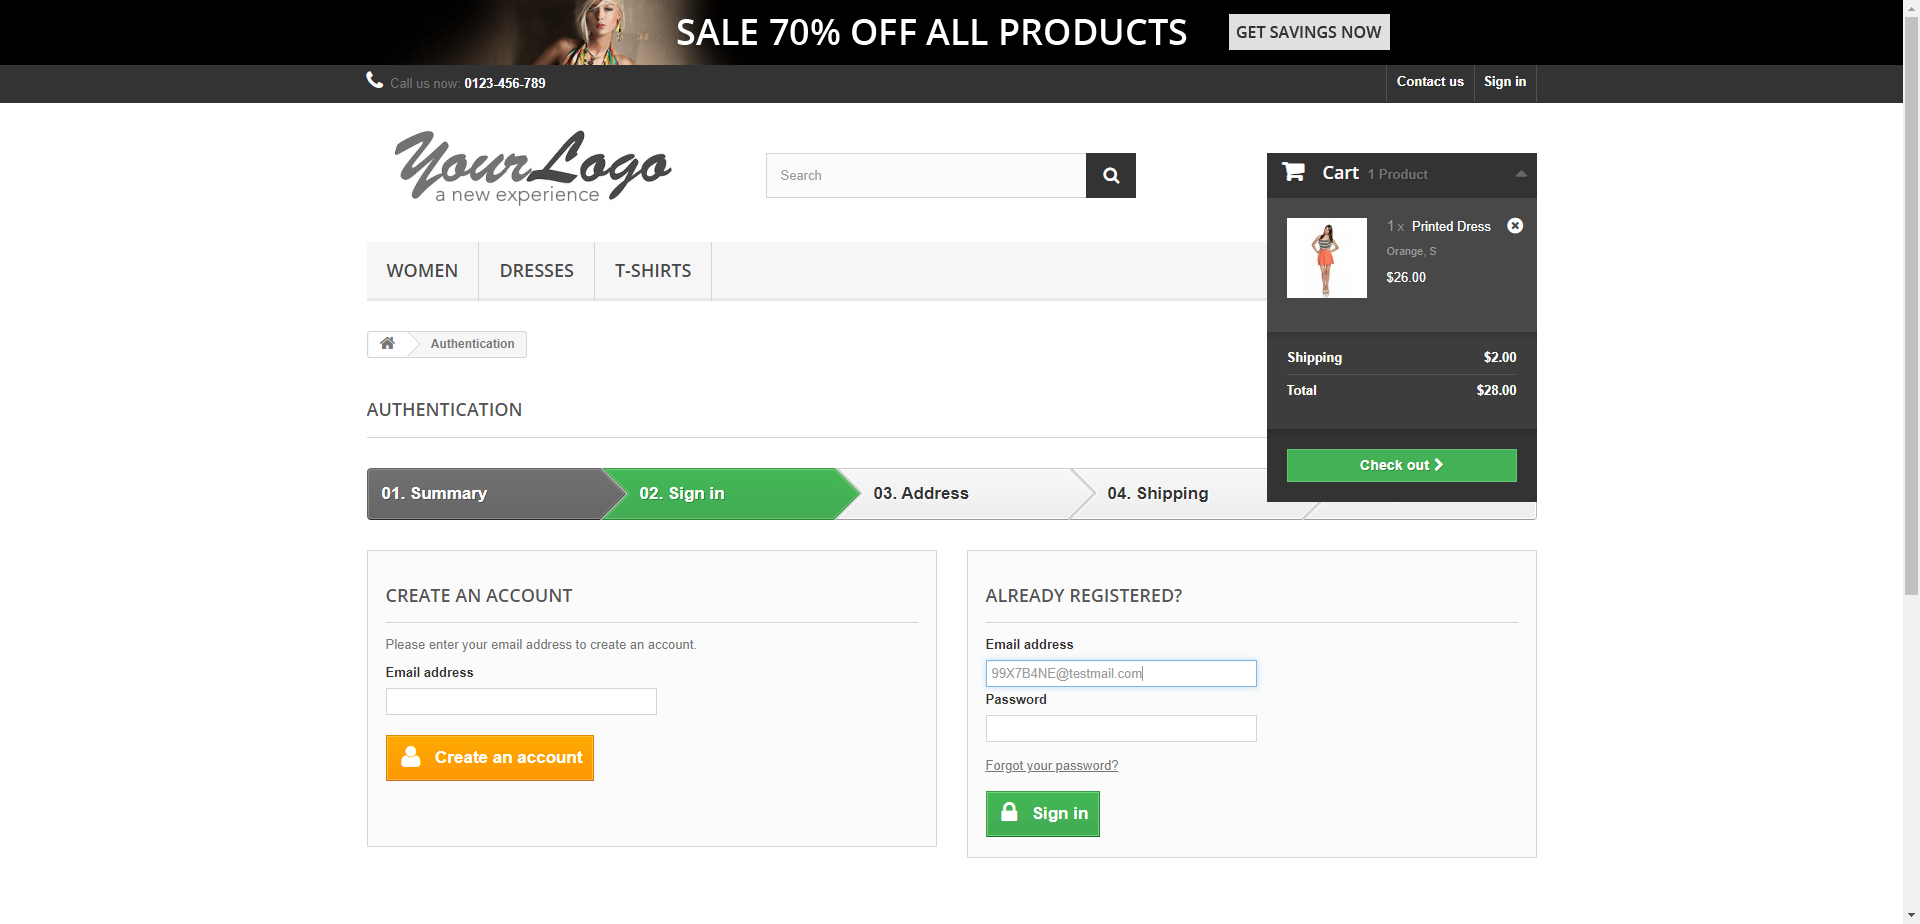 SALE 70% OFF ALL PRODUCTS GET SAVINGS NOW
Call us now: 0123-456-789
Contact us Sign in
YourLogo
a new experience
Search
Cart 1 Product
1 x Printed Dress
Orange, S
$26.00
WOMEN DRESSES T-SHIRTS
Authentication
Shipping $2.00
Total $28.00
Check out
AUTHENTICATION
01. Summary 02. Sign in 03. Address 04. Shipping
CREATE AN ACCOUNT
Please enter your email address to create an account.
Email address
Create an account
ALREADY REGISTERED?
Email address
99X7B4NE@testmail.com
Password
Forgot your password?
Sign in